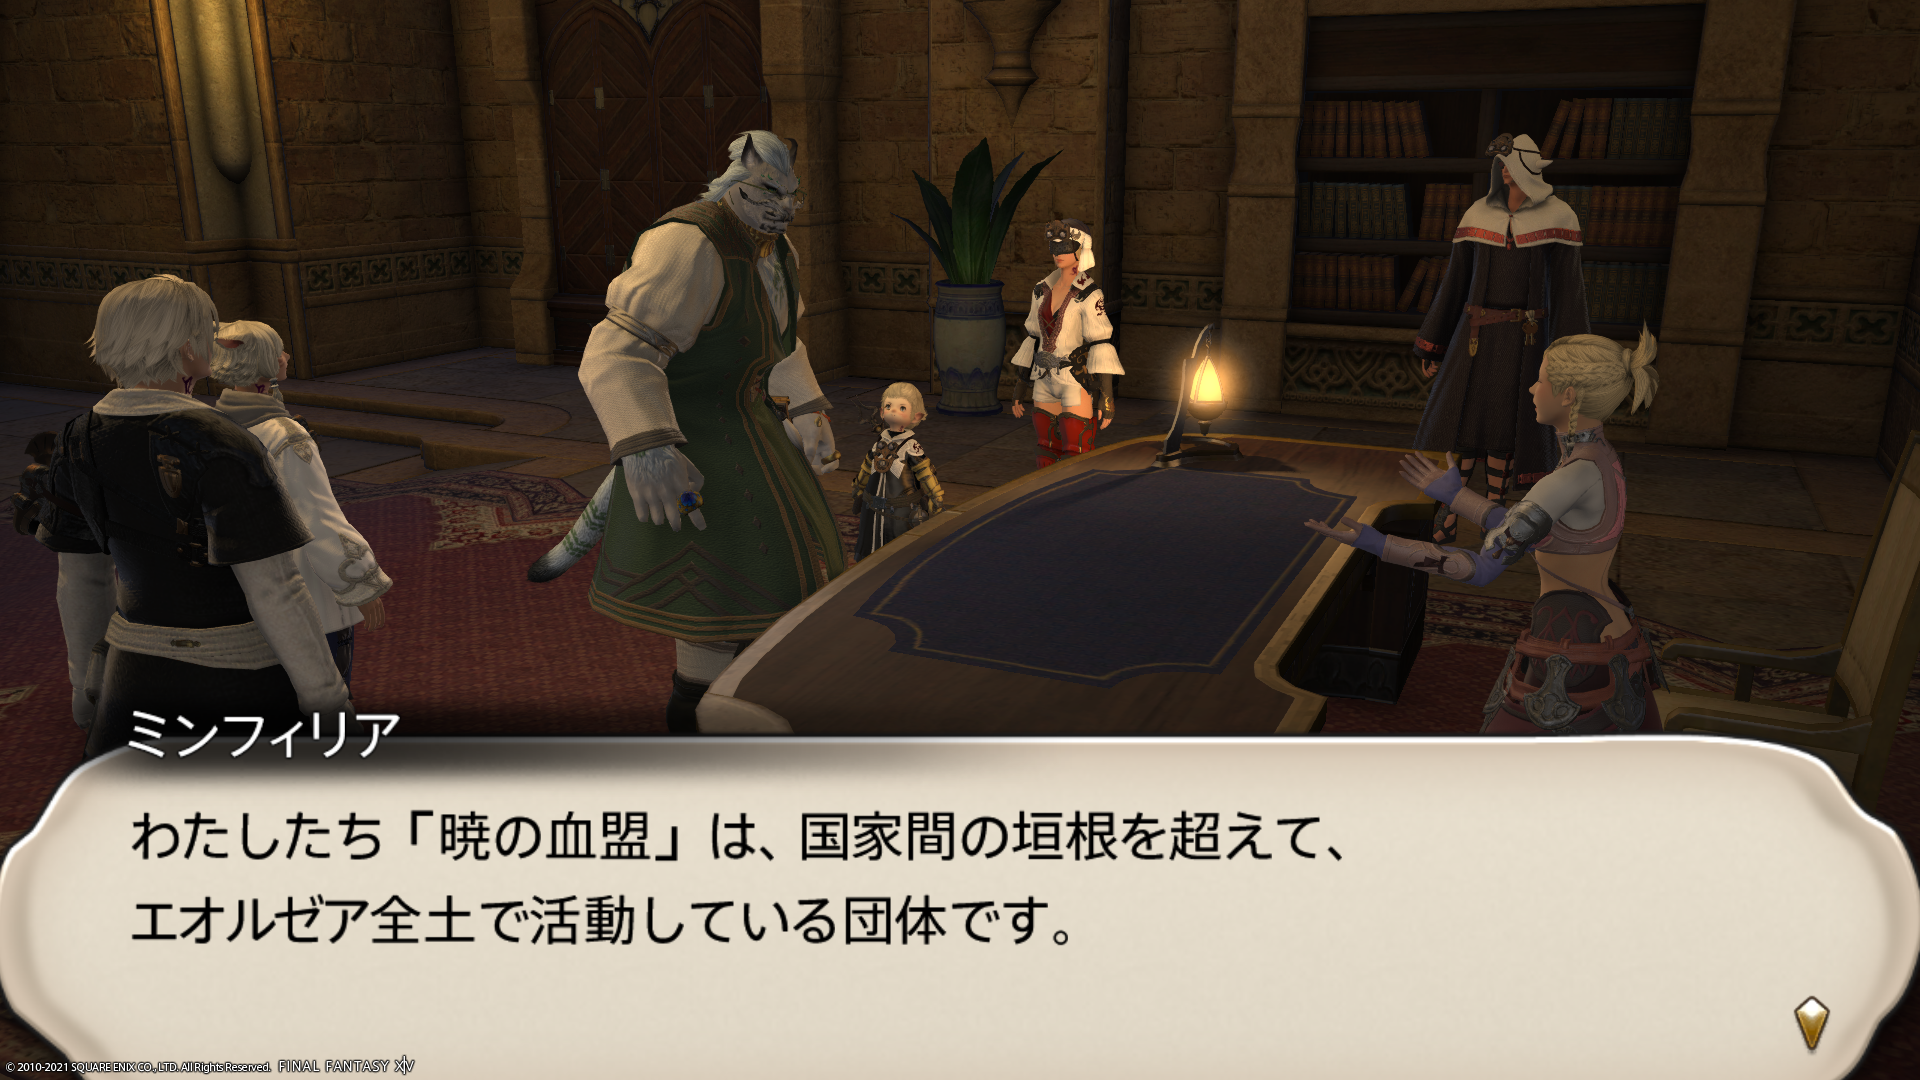 ミンフィリア
わたしたち「暁の血盟」は、国家間の垣根を超えて、
エオルゼア全土で活動している団体です。
© 2010-2021 SQUARE ENIX CO., LTD. All Rights Reserved. FINAL FANTASY XIV